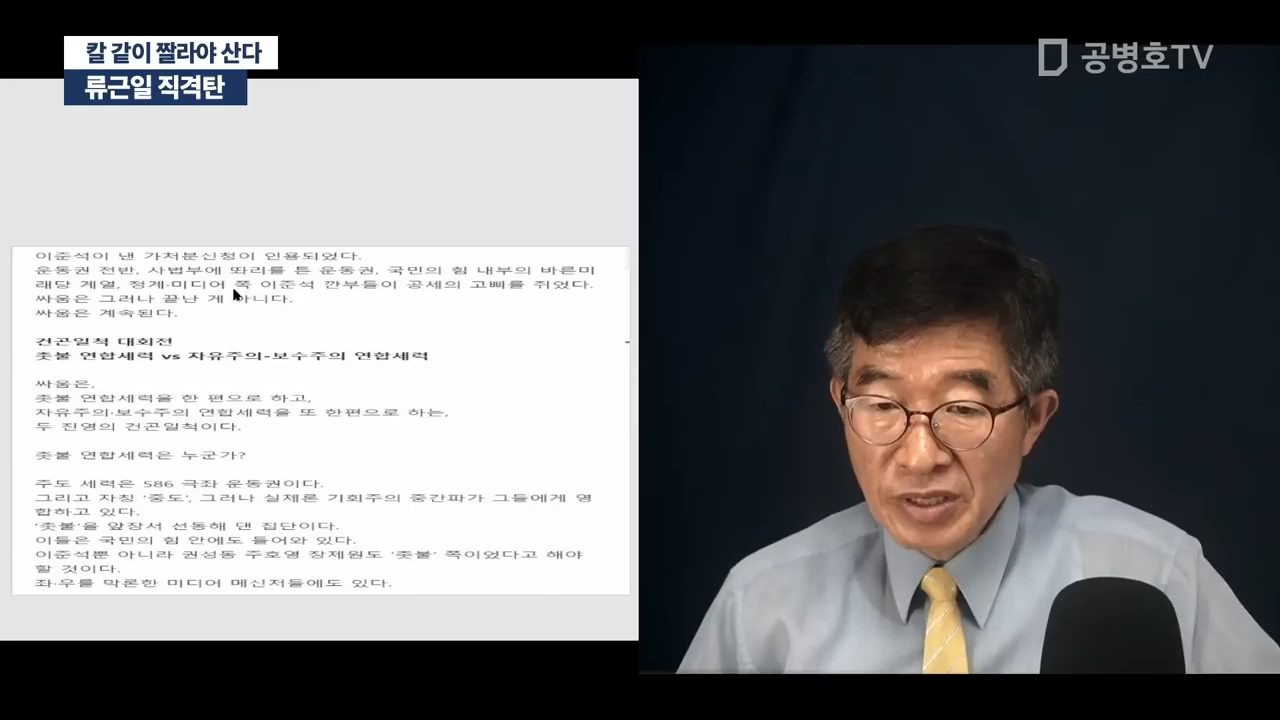 칼 같이 짤라야 산다
류근일 직격탄
공병호TV
이준석이 낸 가처분신청이 인용되었다.
운동권 전반, 사법부에 똬리를 튼 운동권, 국민의 힘 내부의 바른미
래당 계열, 정계·미디어 쪽 이준석 깐부들이 공세의 고삐를 쥐었다.
싸움은 그러나 끝난 게 아니다.
싸움은 계속된다.
건곤일척 대회전
촛불 연합세력 vs 자유주의-보수주의 연합세력
싸움은,
촛불 연합세력을 한 편으로 하고,
자유주의·보수주의 연합세력을 또 한편으로 하는,
두 진영의 건곤일척이다.
촛불 연합세력은 누군가?
주도 세력은 586 극좌 운동권이다.
그리고 자칭 ‘중도’, 그러나 실제론 기회주의 중간파가 그들에게 영
합하고 있다.
‘촛불’을 앞장서 선동해 댄 집단이다.
이들은 국민의 힘 안에도 들어와 있다.
이준석뿐 아니라 권성동 주호영 장제원도 ‘촛불’ 쪽이었다고 해야
할 것이다.
좌·우를 막론한 미디어 메신저들에도 있다.